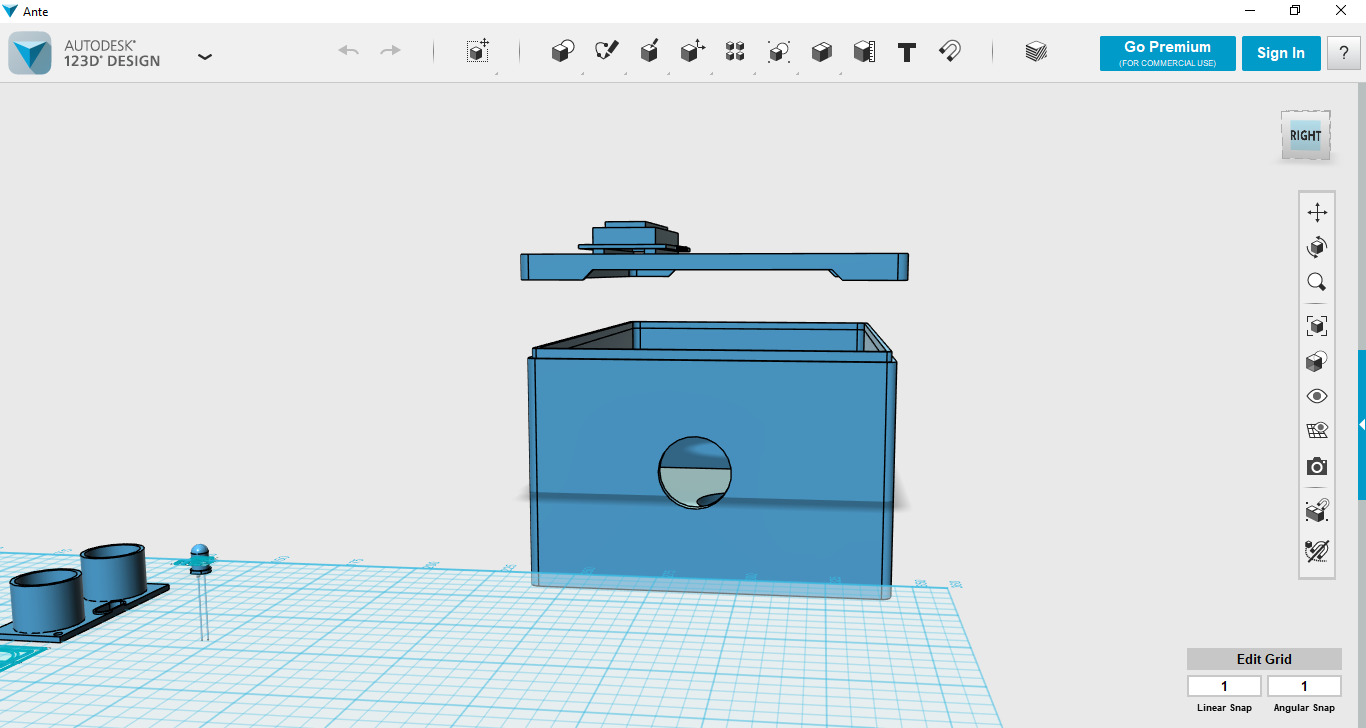 Ante
AUTODESK®
123D® DESIGN
T
Go Premium
(FOR COMMERCIAL USE)
Sign In
?
RIGHT
Edit Grid
1
1
Linear Snap
Angular Snap